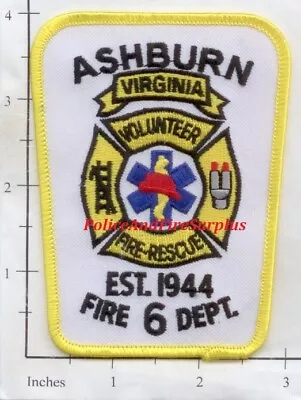 ASHBURN
VIRGINIA
VOLUNTEER
PoliceAndFireSurplus
FIRE-RESCUE
EST. 1944
FIRE 6 DEPT.
4
3
2
1
Inches
1
2
3